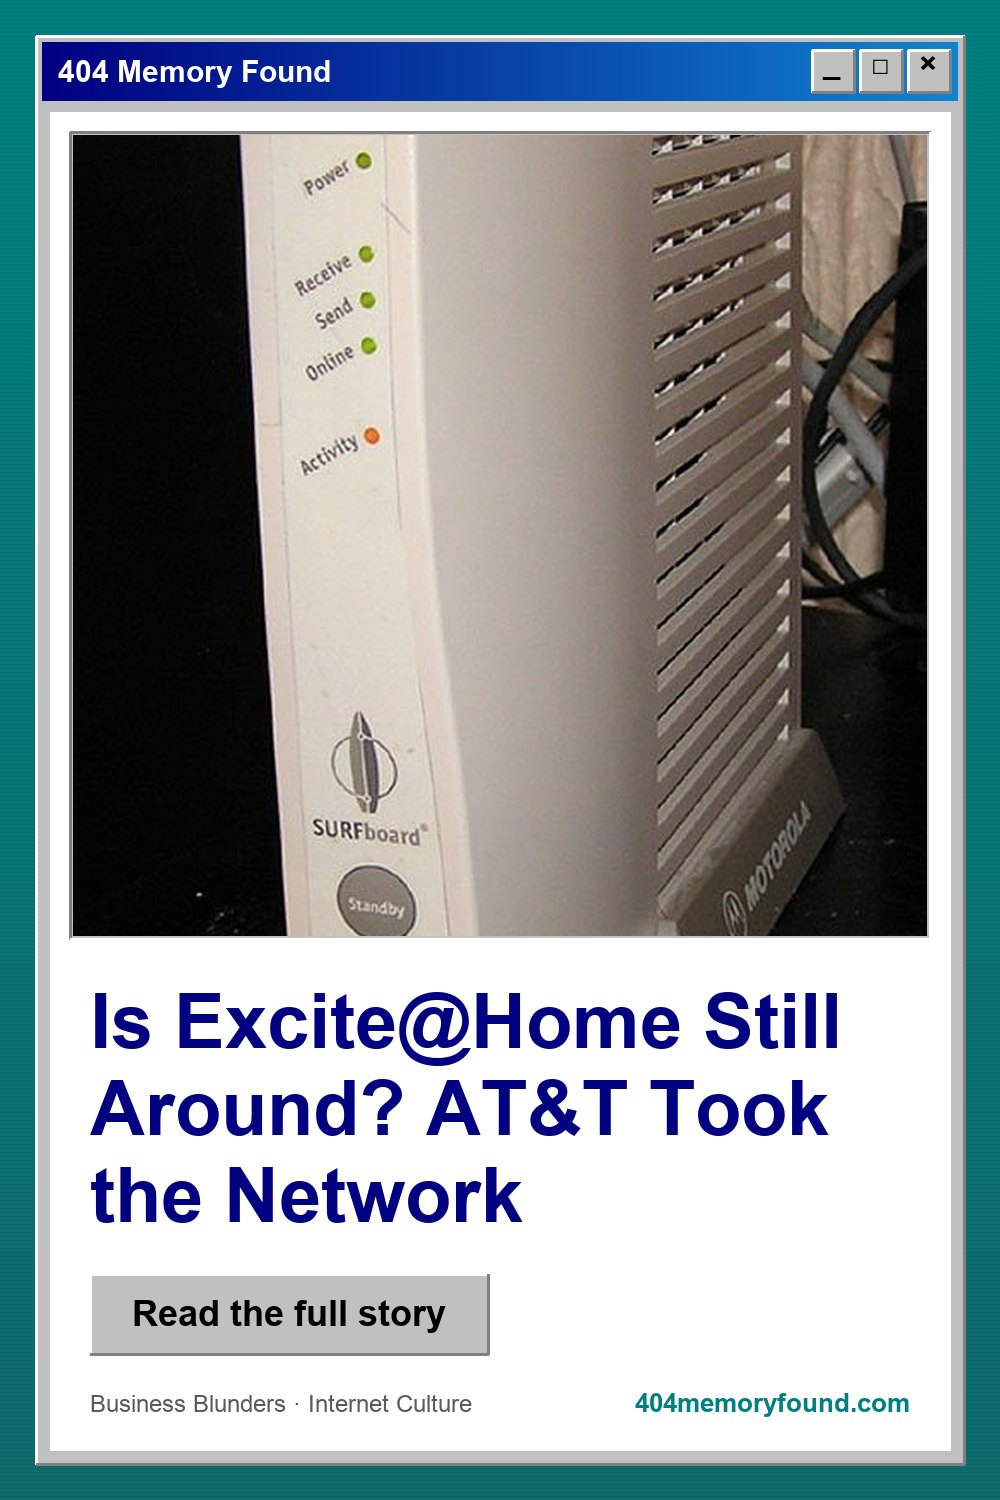 404 Memory Found
Power
Receive
Send
Online
Activity
SURFboard®
Standby
MOTOROLA
Is Excite@Home Still
Around? AT&T Took
the Network
Read the full story
Business Blunders · Internet Culture
404memoryfound.com